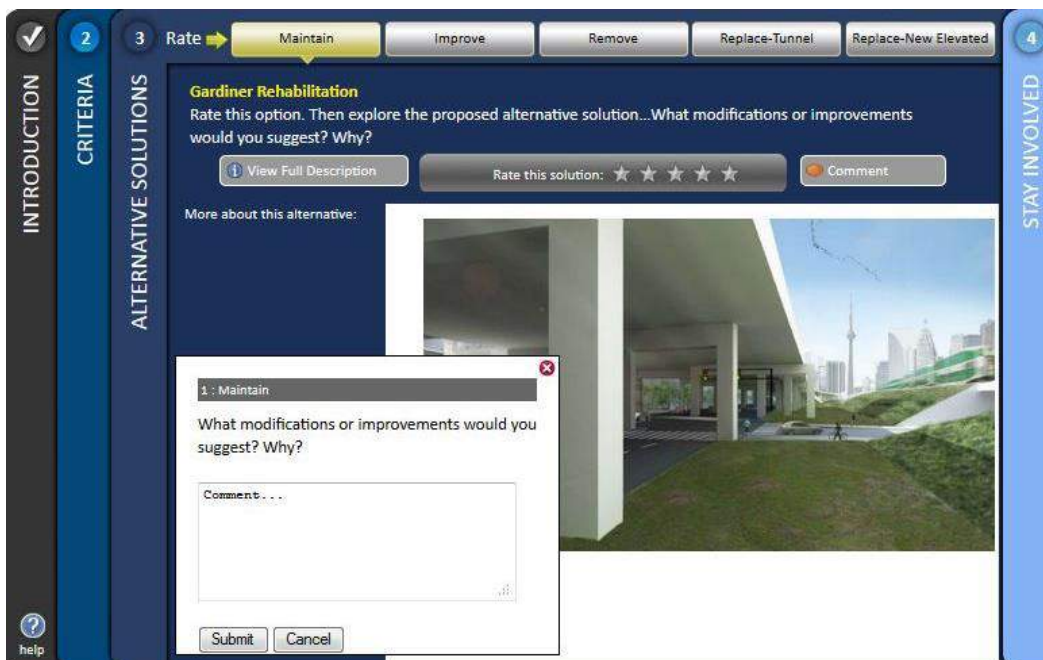 INTRODUCTION
help
2
CRITERIA
3
ALTERNATIVE SOLUTIONS
Rate
Maintain
Improve
Remove
Replace-Tunnel
Replace-New Elevated
4
STAY INVOLVED
Gardiner Rehabilitation
Rate this option. Then explore the proposed alternative solution...What modifications or improvements
would you suggest? Why?
View Full Description
Rate this solution:
Comment
More about this alternative:
1 : Maintain
What modifications or improvements would you
suggest? Why?
Comment...
Submit
Cancel